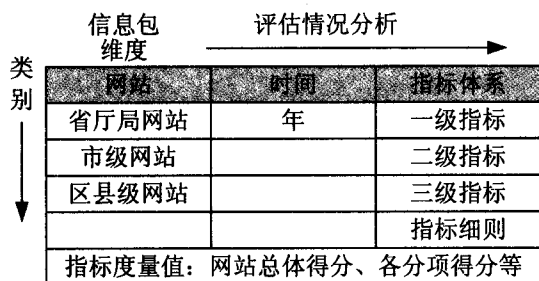 信息包
维度
评估情况分析
类别
网站 时间 指标体系
省厅局网站 年 一级指标
市级网站 二级指标
区县级网站 三级指标
指标细则
指标度量值：网站总体得分、各分项得分等